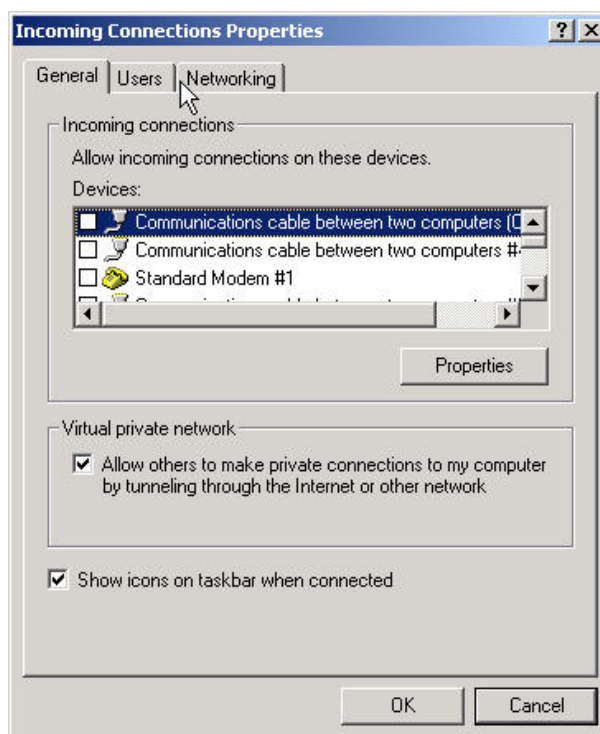 Incoming Connections Properties
General Users Networking
Incoming connections
Allow incoming connections on these devices.
Devices:
Communications cable between two computers (C
Communications cable between two computers #
Standard Modem #1
Properties
Virtual private network
Allow others to make private connections to my computer
by tunneling through the Internet or other network
Show icons on taskbar when connected
OK Cancel